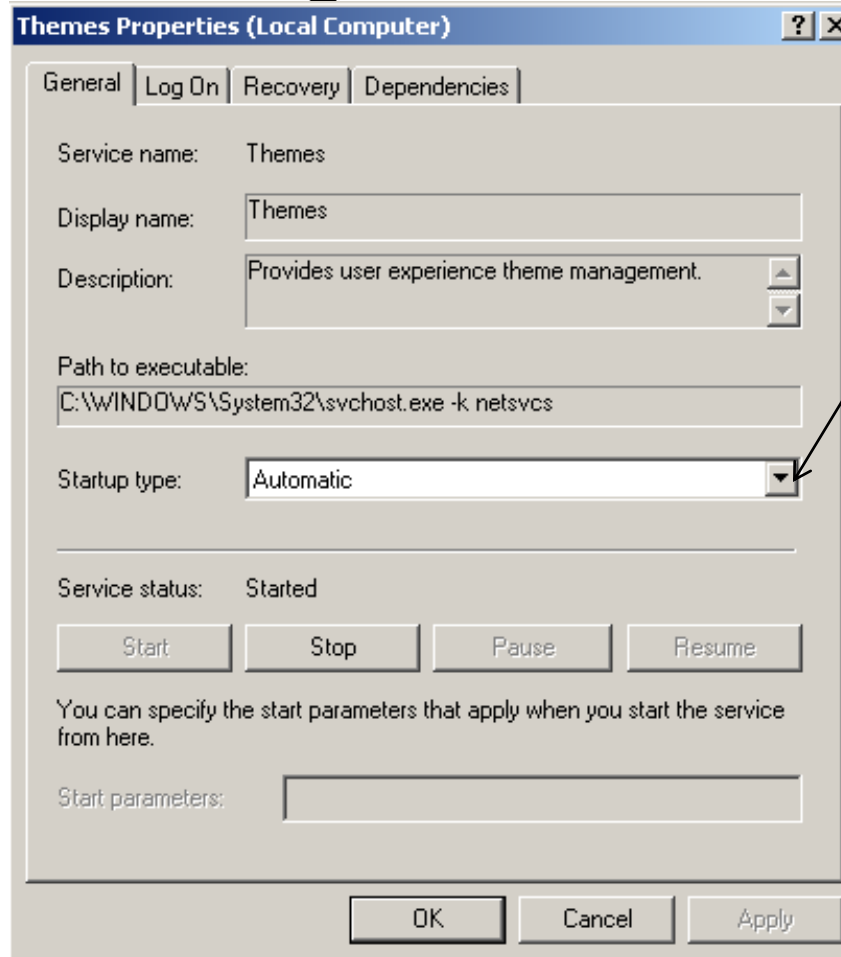 Themes Properties (Local Computer)
General Log On Recovery Dependencies
Service name: Themes
Display name: Themes
Description: Provides user experience theme management.
Path to executable:
C:\WINDOWS\System32\svchost.exe -k netsvcs
Startup type: Automatic
Service status: Started
Start Stop Pause Resume
You can specify the start parameters that apply when you start the service
from here.
Start parameters:
OK Cancel Apply